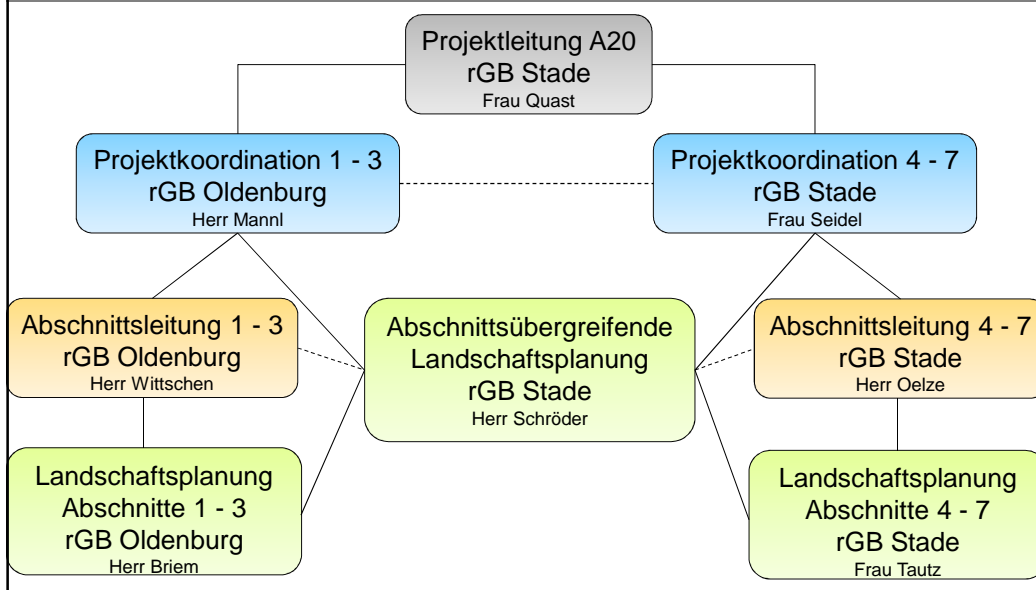 Projektleitung A20
rGB Stade
Frau Quast
Projektkoordination 1 - 3
rGB Oldenburg
Herr Mannl
Projektkoordination 4 - 7
rGB Stade
Frau Seidel
Abschnittsleitung 1 - 3
rGB Oldenburg
Herr Wittschen
Abschnittsübergreifende
Landschaftsplanung
rGB Stade
Herr Schröder
Abschnittsleitung 4 - 7
rGB Stade
Herr Oelze
Landschaftsplanung
Abschnitte 1 - 3
rGB Oldenburg
Herr Briem
Landschaftsplanung
Abschnitte 4 - 7
rGB Stade
Frau Tautz